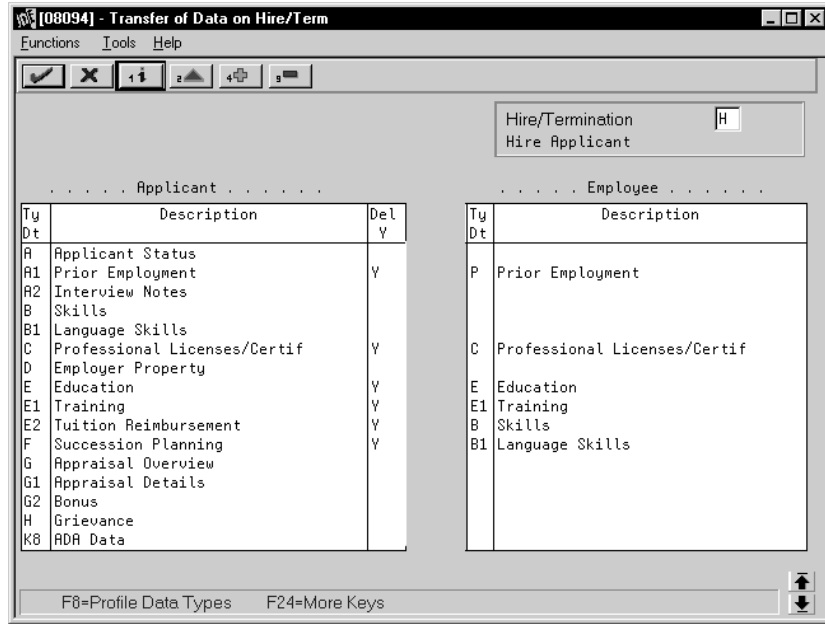 [08094] - Transfer of Data on Hire/Term
Functions Tools Help
1 i 2 4 9
Hire/Termination H
Hire Applicant
. . . . . Applicant . . . . . . . . . . . Employee . . . . . .
Ty Description Del Ty Description
Dt Y Dt
A Applicant Status
A1 Prior Employment Y P Prior Employment
A2 Interview Notes
B Skills
B1 Language Skills
C Professional Licenses/Certif Y C Professional Licenses/Certif
D Employer Property
E Education Y E Education
E1 Training Y E1 Training
E2 Tuition Reimbursement Y B Skills
F Succession Planning Y B1 Language Skills
G Appraisal Overview
G1 Appraisal Details
G2 Bonus
H Grievance
K8 ADA Data
F8=Profile Data Types F24=More Keys